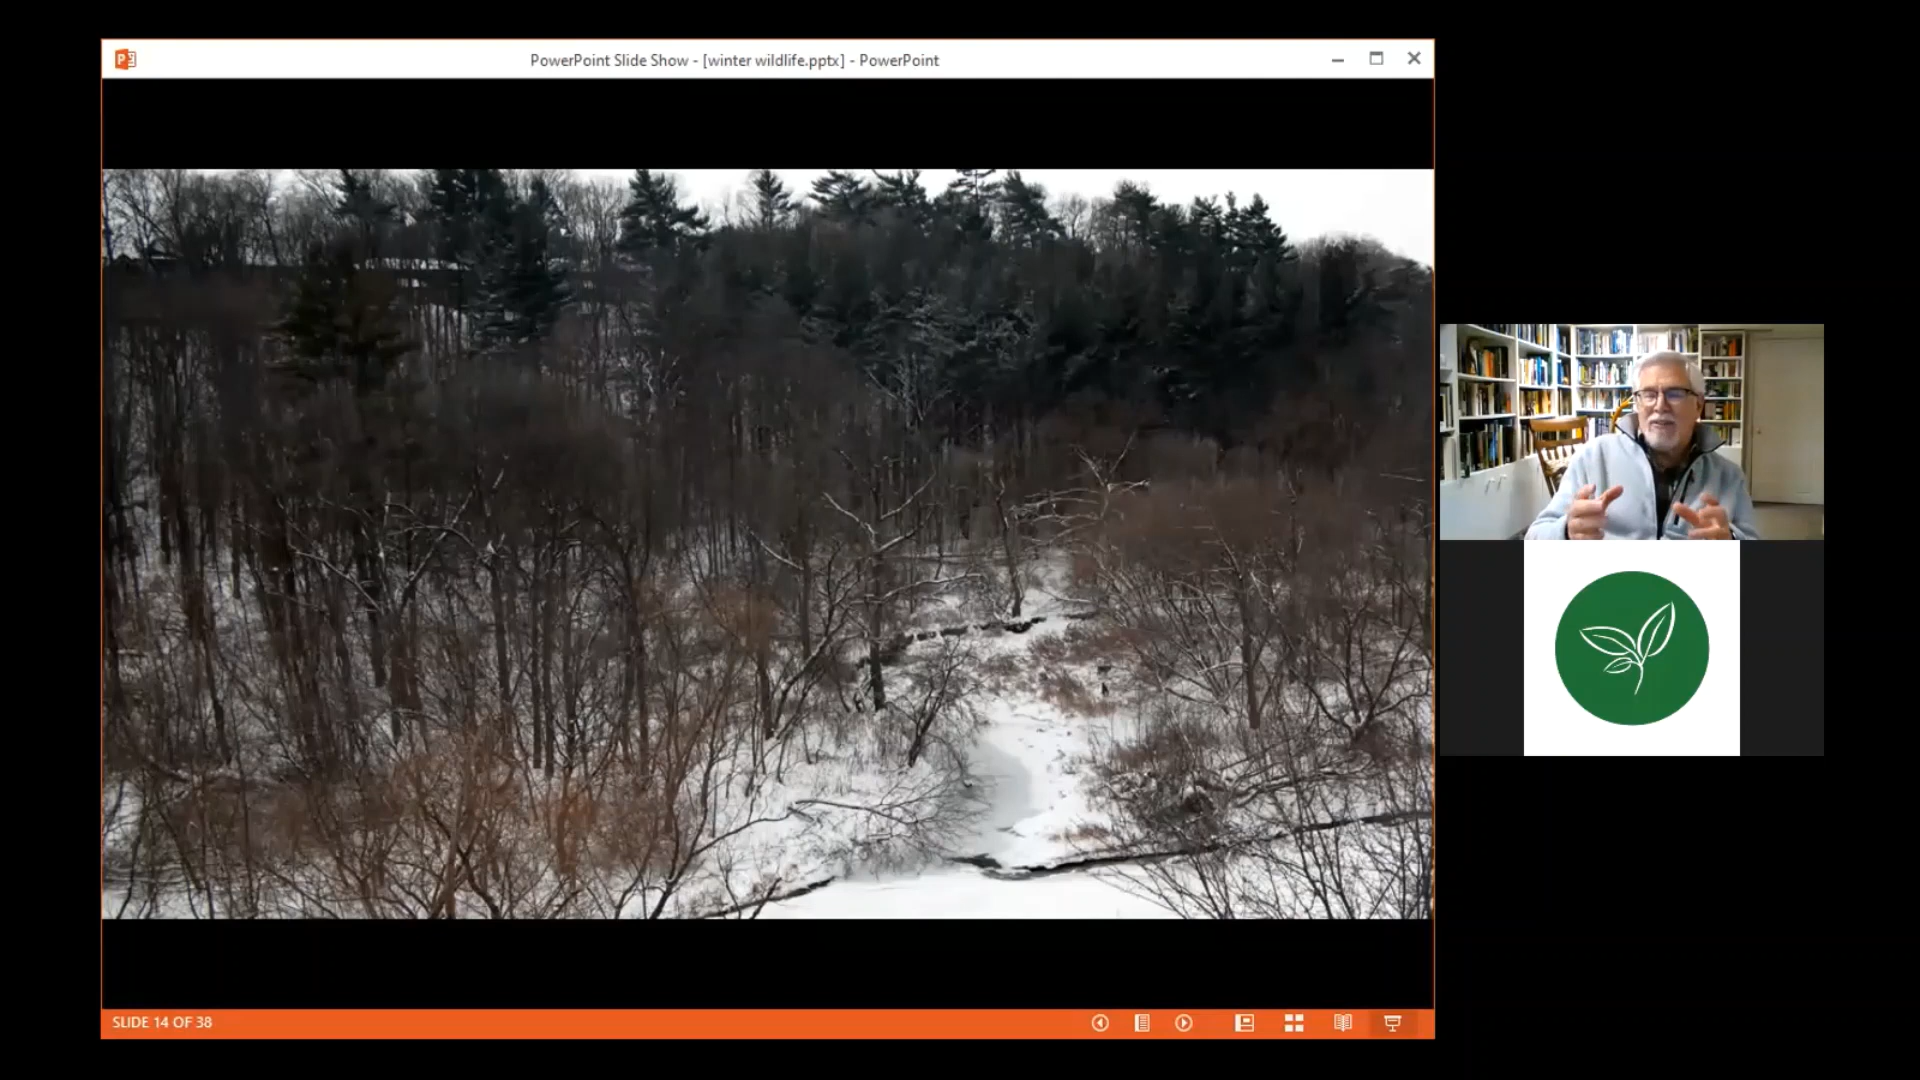 PowerPoint Slide Show - [winter wildlife.pptx] - PowerPoint
SLIDE 14 OF 38